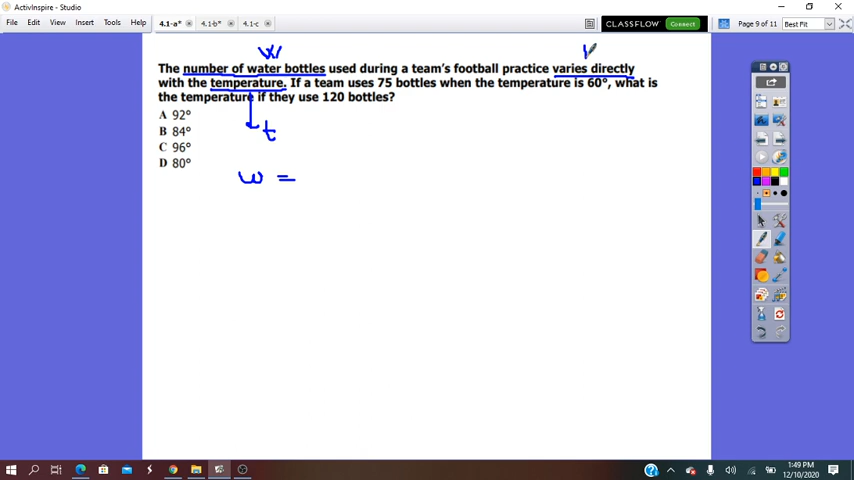 ActivInspire - Studio
File Edit View Insert Tools Help
4.1-a* 4.1-b* 4.1-c
CLASSFLOW Connect
Page 9 of 11
Best Fit
W
The number of water bottles used during a team's football practice varies directly
with the temperature. If a team uses 75 bottles when the temperature is 60°, what is
the temperature if they use 120 bottles?
t
A 92°
B 84°
C 96°
D 80°
w =
1:49 PM
12/10/2020